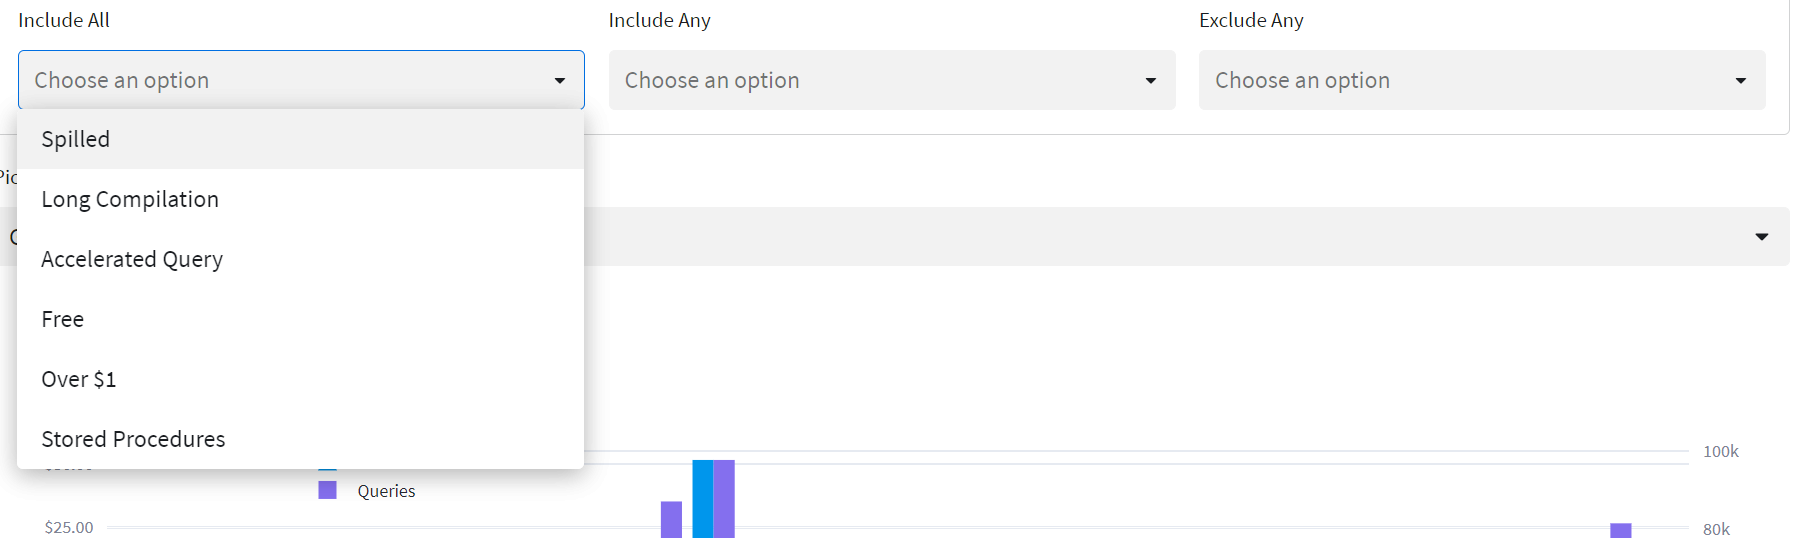 Include All
Include Any
Exclude Any
Choose an option
Choose an option
Choose an option
Spilled
Long Compilation
Accelerated Query
Free
Over $1
Stored Procedures
100k
Queries
$25.00
80k